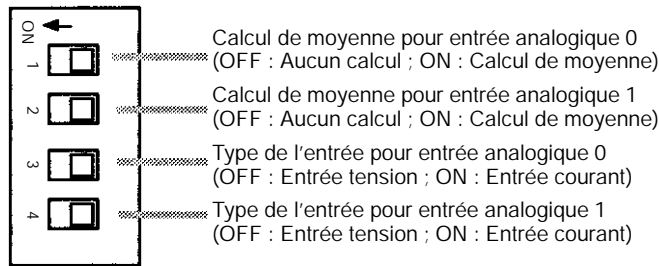 ON
1
Calcul de moyenne pour entrée analogique 0
(OFF : Aucun calcul ; ON : Calcul de moyenne)
2
Calcul de moyenne pour entrée analogique 1
(OFF : Aucun calcul ; ON : Calcul de moyenne)
3
Type de l'entrée pour entrée analogique 0
(OFF : Entrée tension ; ON : Entrée courant)
4
Type de l'entrée pour entrée analogique 1
(OFF : Entrée tension ; ON : Entrée courant)